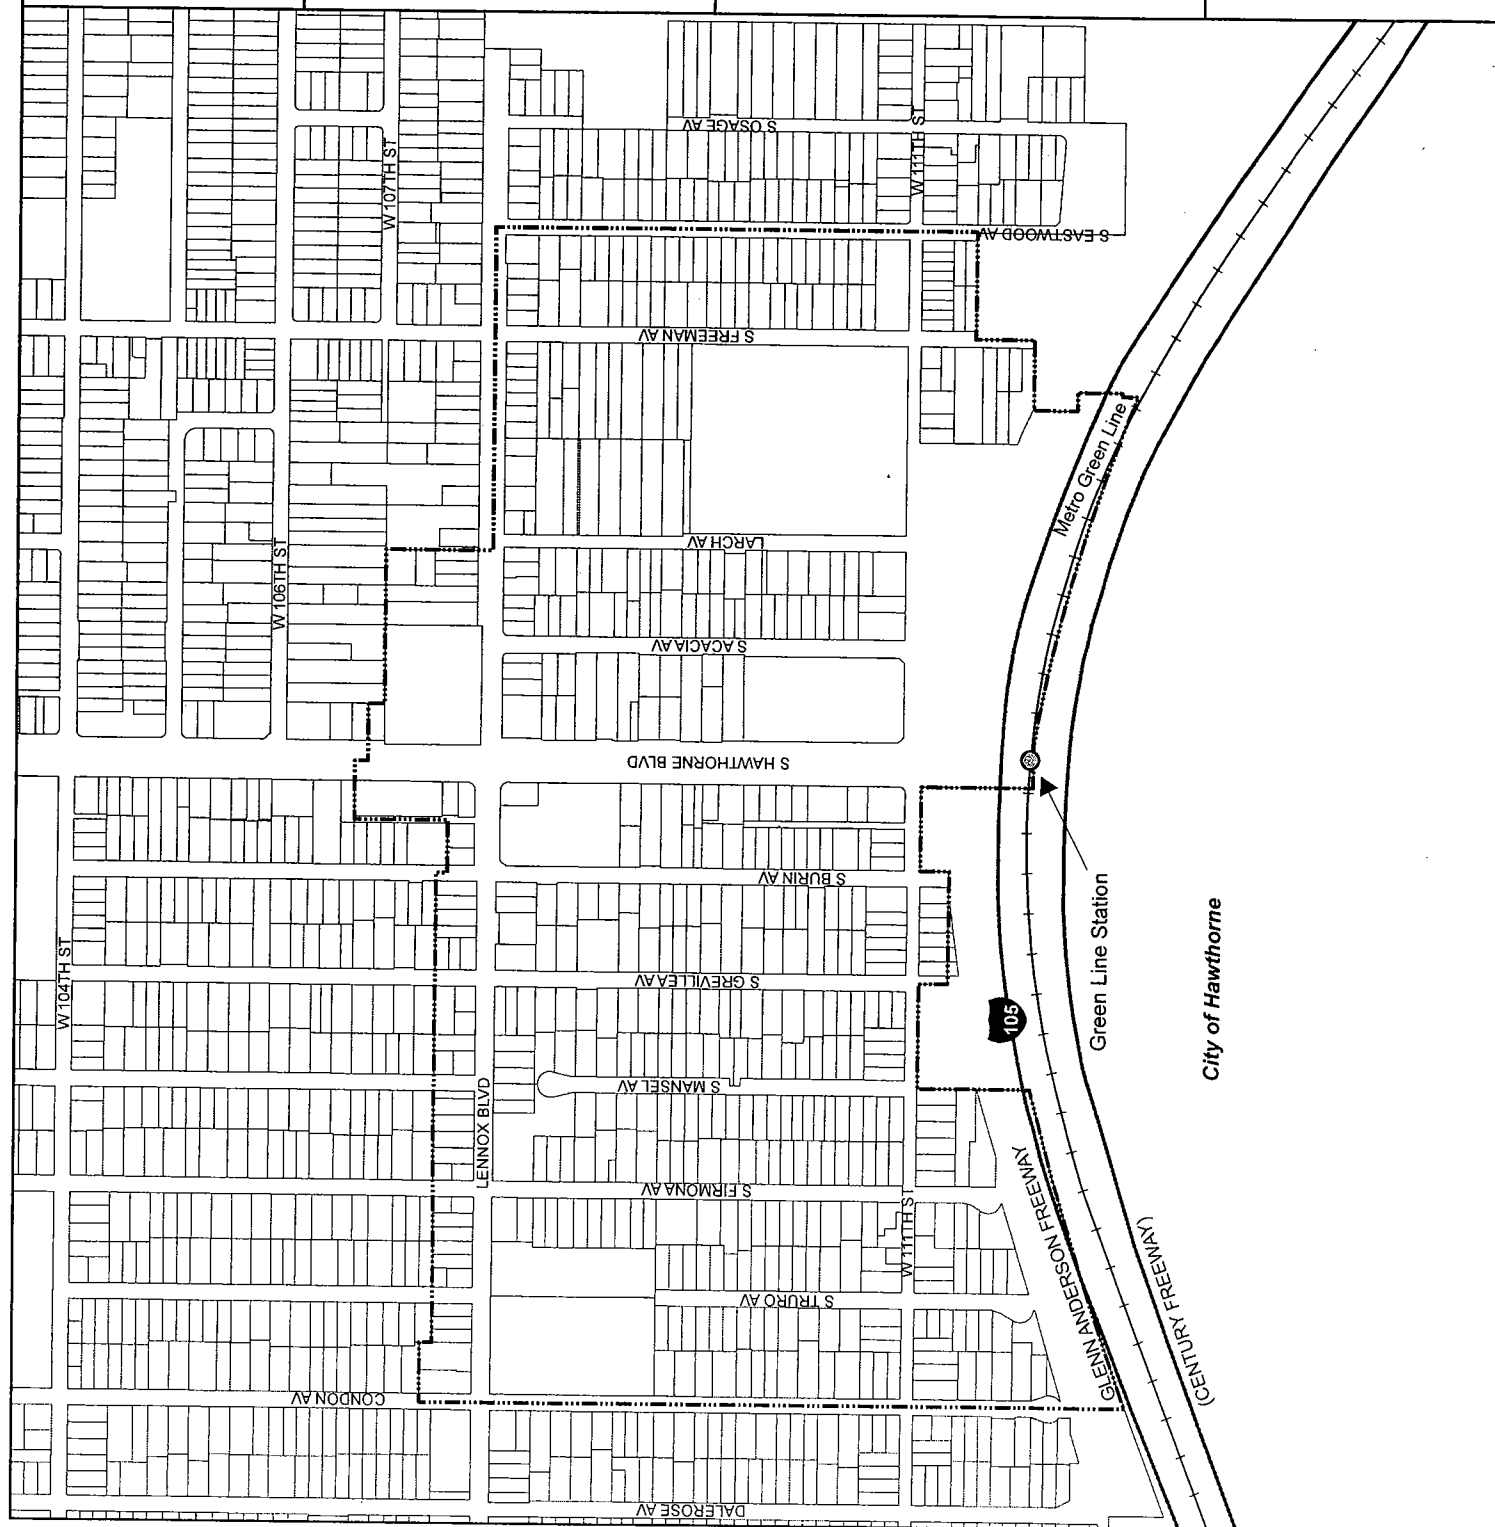 S OSAGE AV
W 111TH ST
W 107TH ST
S EASTWOOD AV
S FREEMAN AV
Metro Green Line
LARCH AV
W 106TH ST
S ACACIA AV
S HAWTHORNE BLVD
S BURIN AV
Green Line Station
City of Hawthorne
W 104TH ST
S GREVILLEA AV
105
S MANSEL AV
LENNOX BLVD
S FIRMONA AV
W 111TH ST
GLENN ANDERSON FREEWAY
(CENTURY FREEWAY)
S TRURO AV
CONDON AV
DALEROSE AV